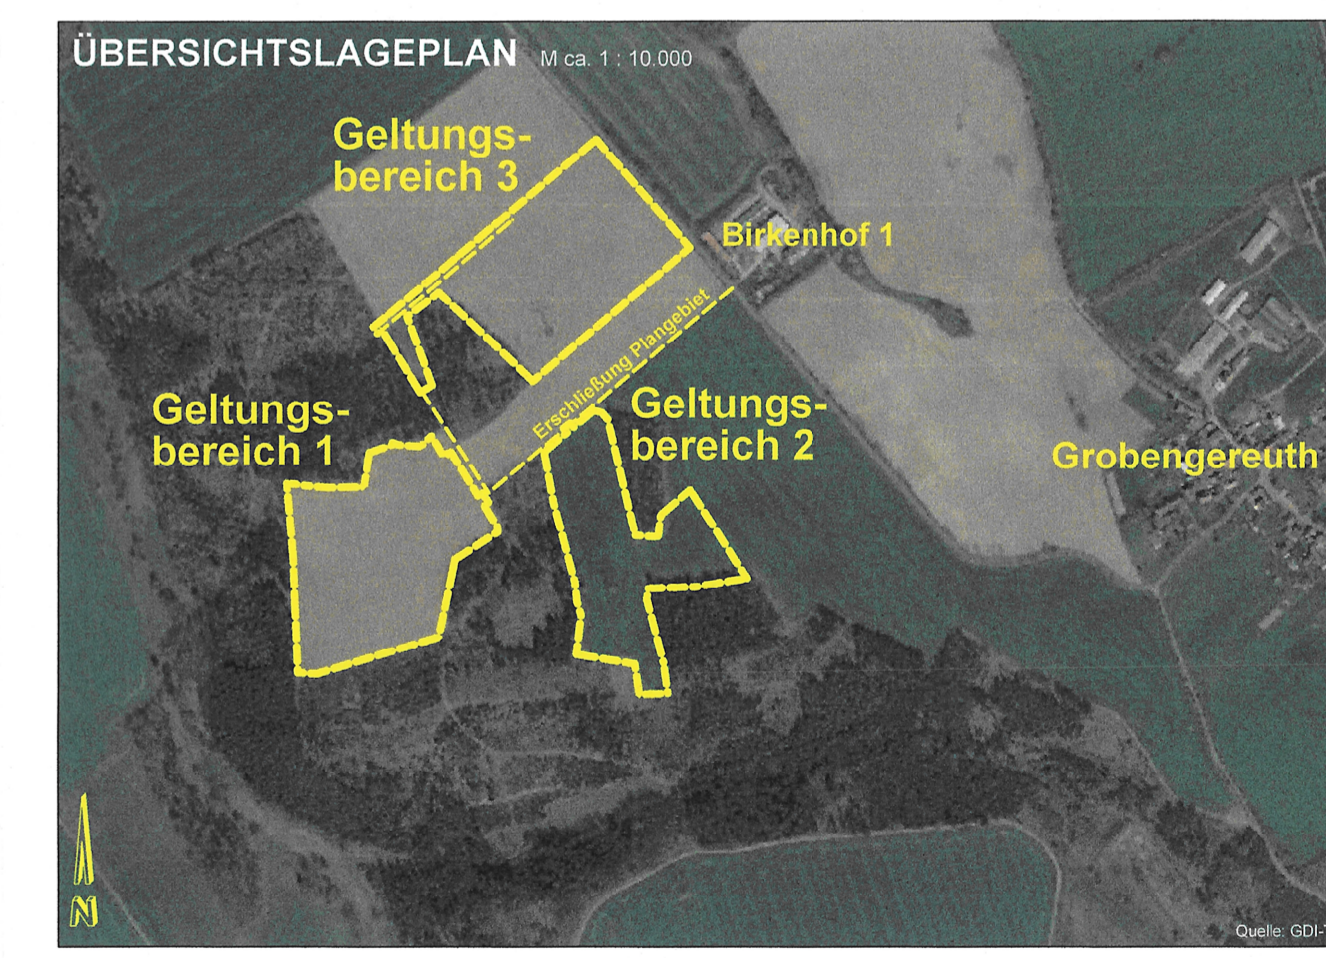 ÜBERSICHTSLAGEPLAN M ca. 1 : 10.000
Geltungs-
bereich 3
Birkenhof 1
Erschließung Plangebiet
Geltungs-
bereich 1
Geltungs-
bereich 2
Grobengereuth
N
Quelle: GDI-